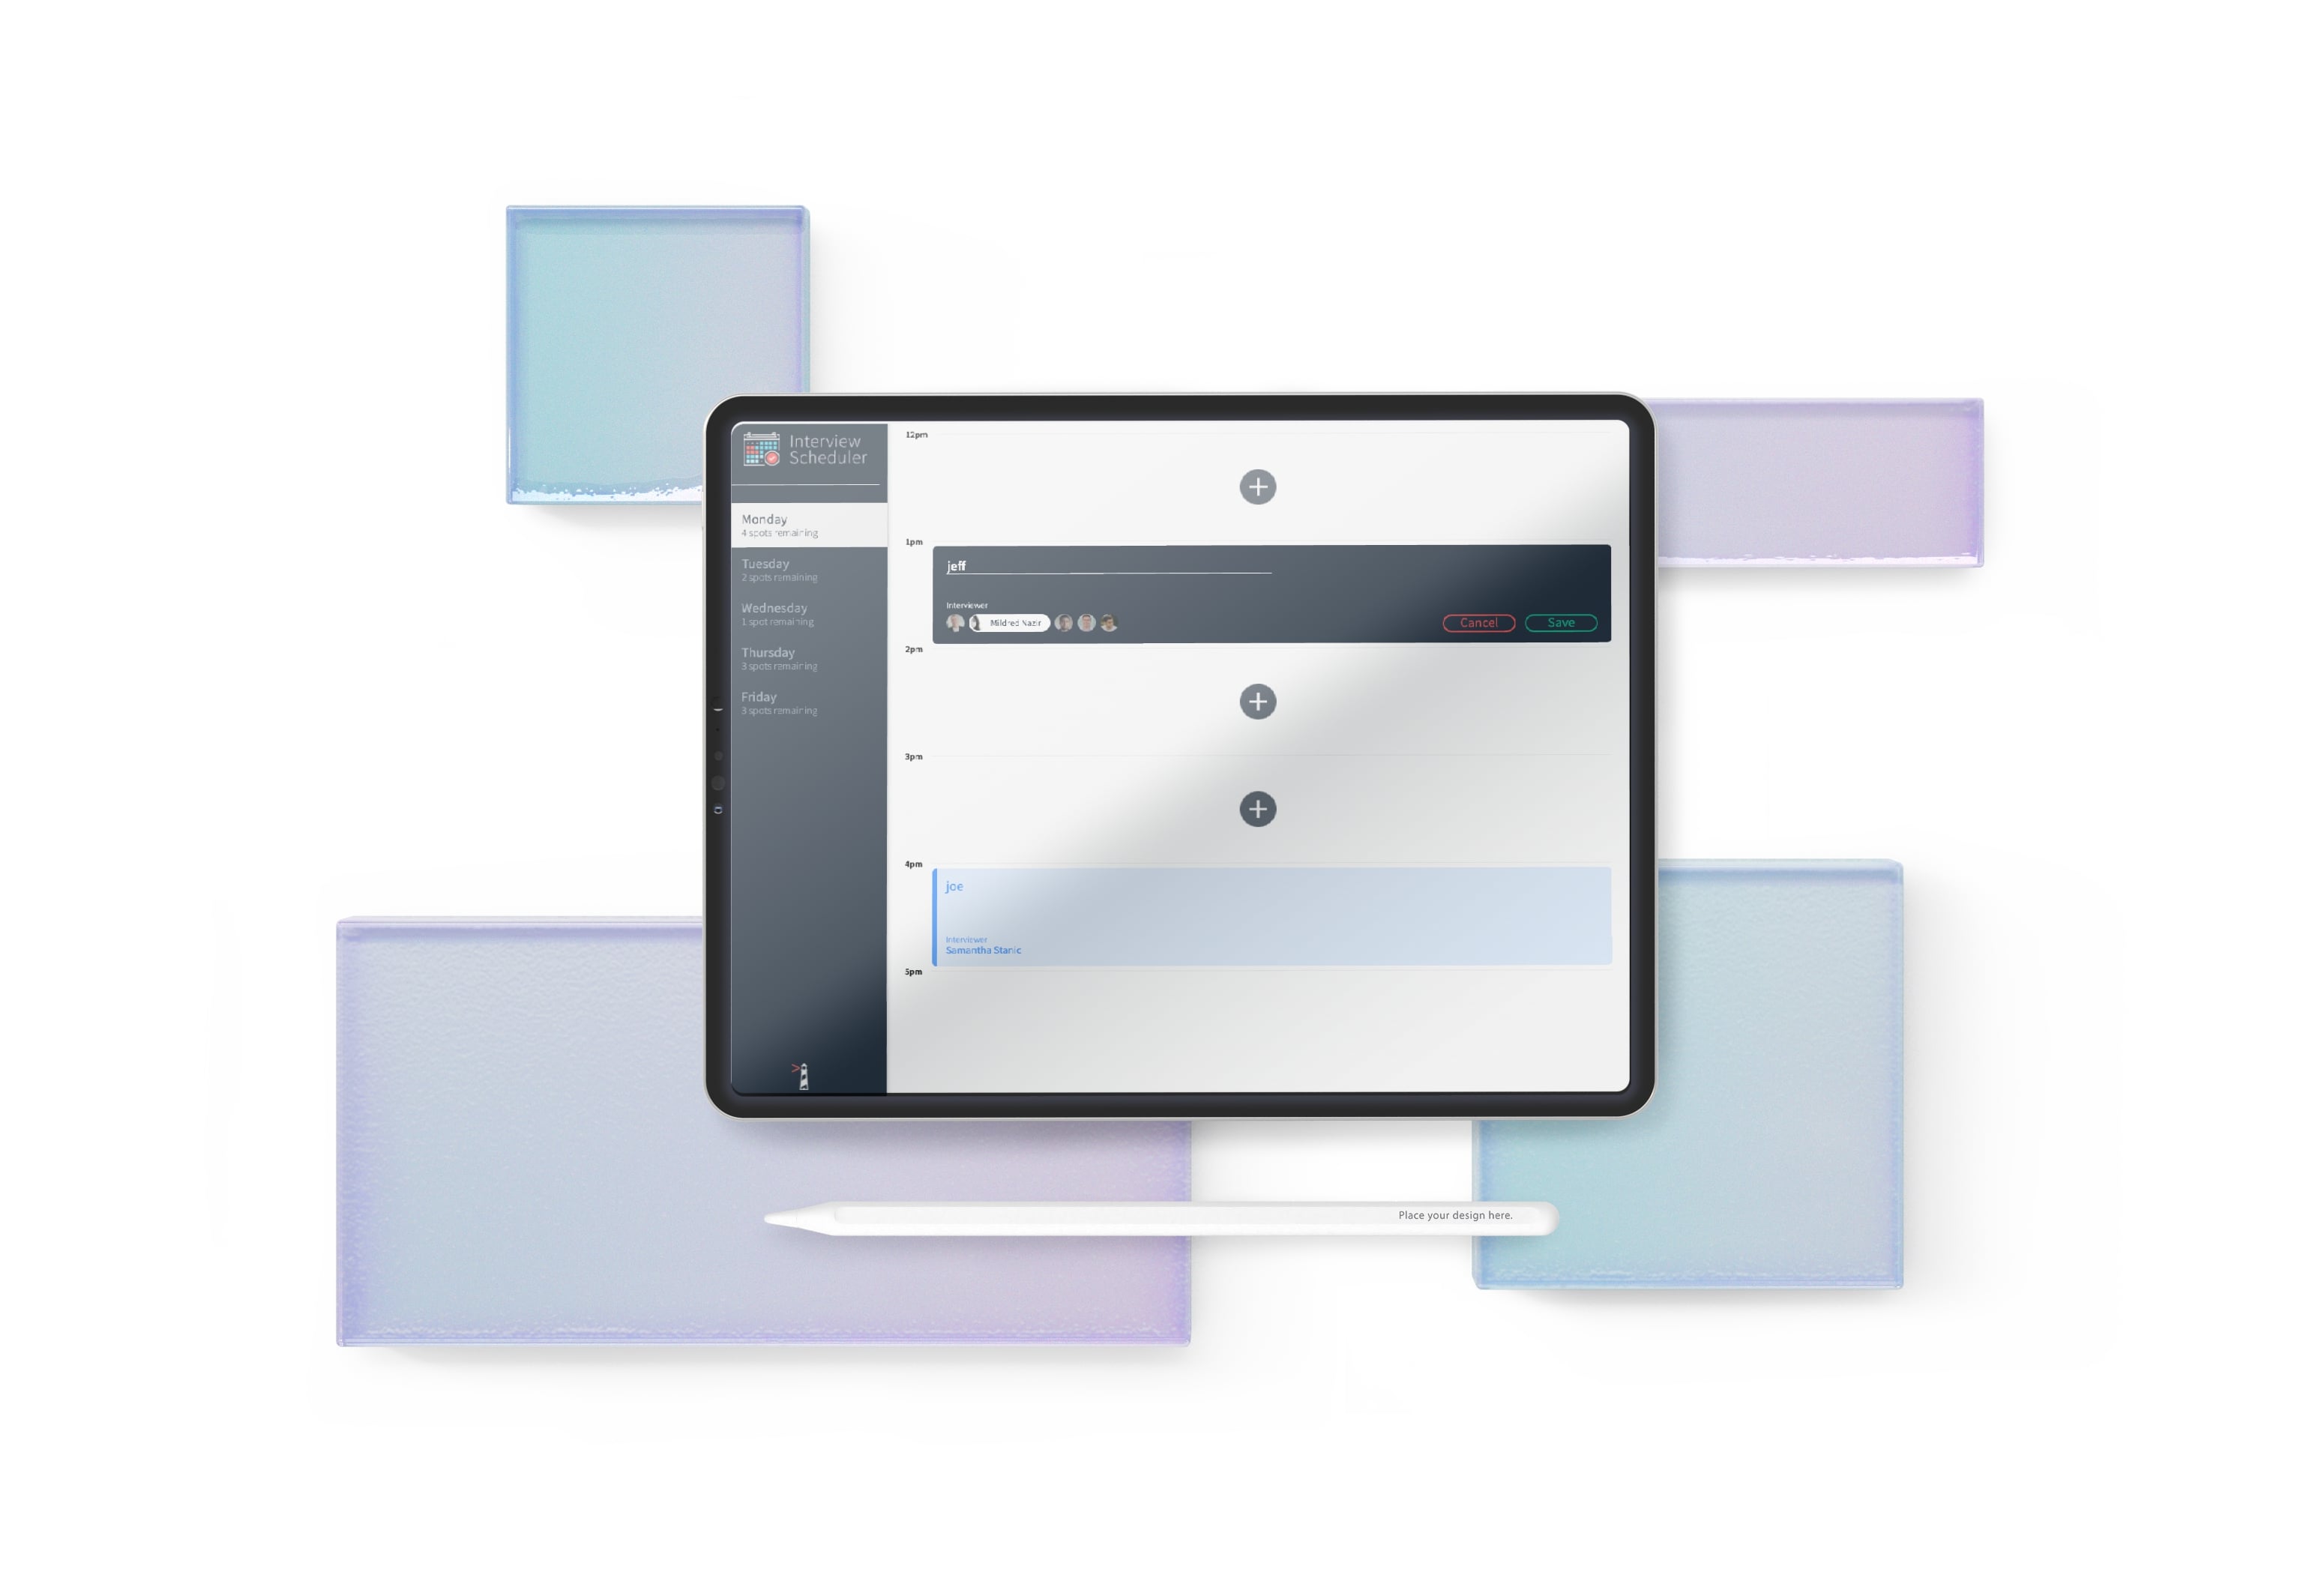 Interview
Scheduler
Monday
4 spots remaining
Tuesday
2 spots remaining
Wednesday
1 spot remaining
Thursday
3 spots remaining
Friday
3 spots remaining
12pm
1pm
jeff
Interviewer
Mildred Nazir
Cancel
Save
2pm
3pm
4pm
joe
Interviewer
Samantha Stanic
5pm
Place your design here.